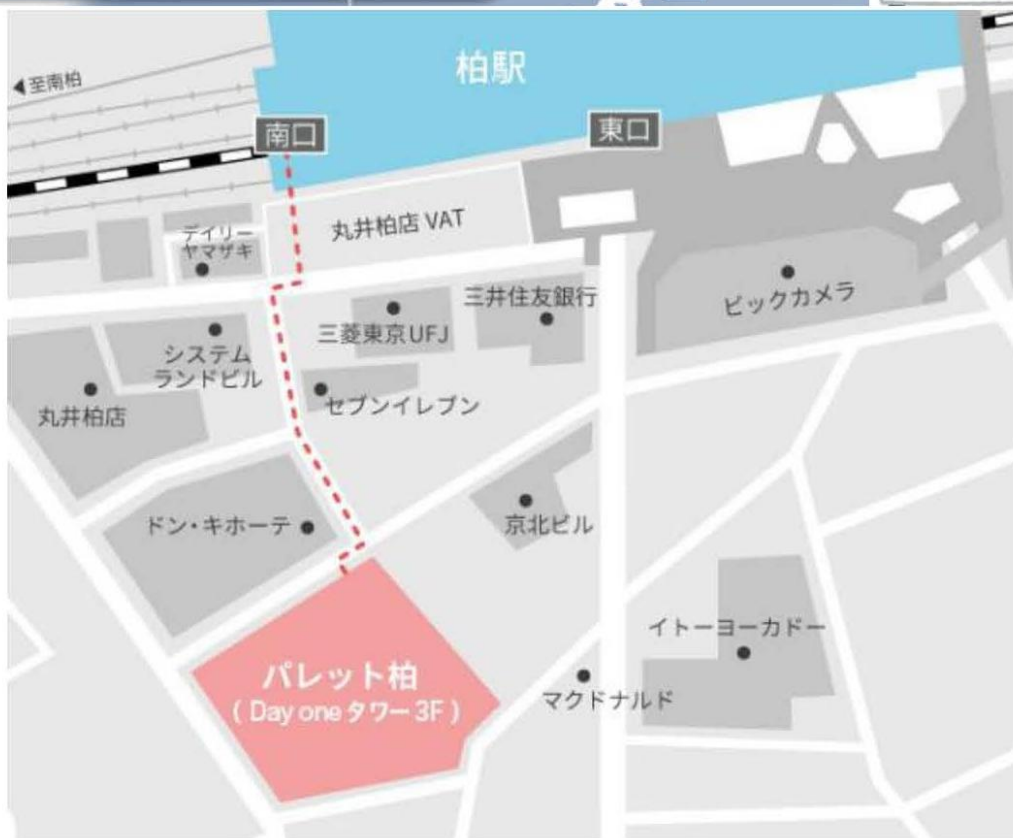 柏駅
◀至南柏
南口
東口
丸井柏店 VAT
デイリー
ヤマザキ
ビックカメラ
三井住友銀行
三菱東京UFJ
システム
ランドビル
セブンイレブン
丸井柏店
ドン・キホーテ
京北ビル
イトーヨーカドー
マクドナルド
パレット柏
( Day one タワー 3F )